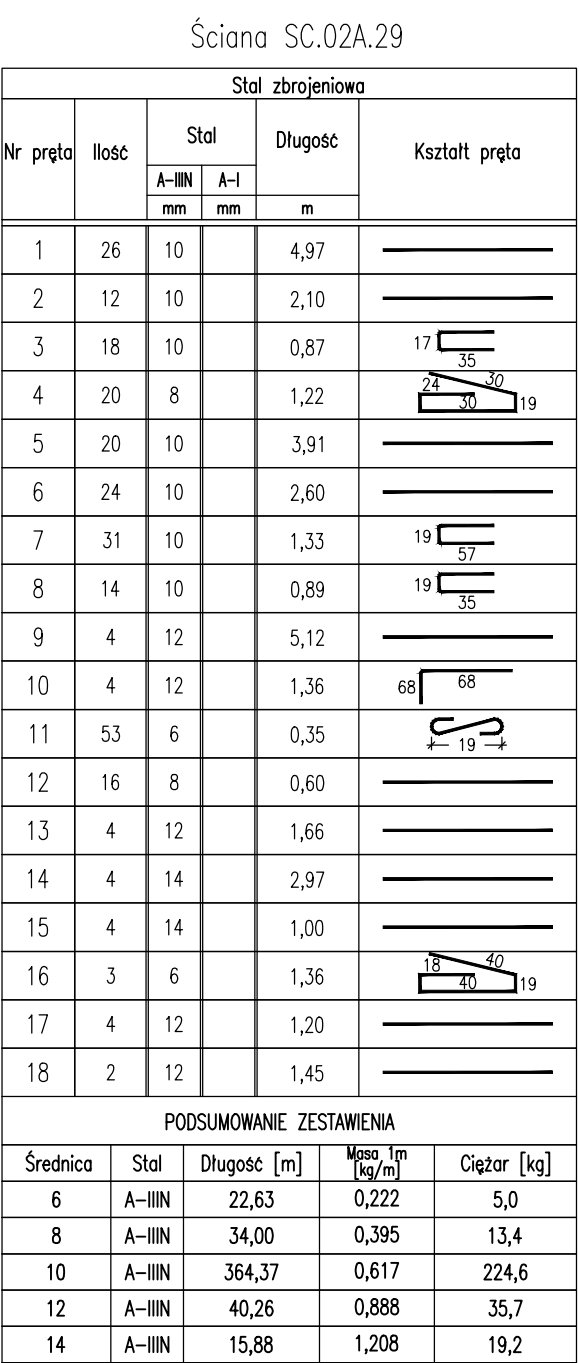 Ściana SC.02A.29
Stal zbrojeniowa
Nr pręta Ilość Stal Długość Kształt pręta
A-IIIN A-I
mm mm m
1 26 10 4,97
2 12 10 2,10
3 18 10 0,87 17 35
4 20 8 1,22 24 30 30 19
5 20 10 3,91
6 24 10 2,60
7 31 10 1,33 19 57
8 14 10 0,89 19 35
9 4 12 5,12
10 4 12 1,36 68 68
11 53 6 0,35 19
12 16 8 0,60
13 4 12 1,66
14 4 14 2,97
15 4 14 1,00
16 3 6 1,36 18 40 40 19
17 4 12 1,20
18 2 12 1,45
PODSUMOWANIE ZESTAWIENIA
Średnica Stal Długość [m] Masa 1m [kg/m] Ciężar [kg]
6 A-IIIN 22,63 0,222 5,0
8 A-IIIN 34,00 0,395 13,4
10 A-IIIN 364,37 0,617 224,6
12 A-IIIN 40,26 0,888 35,7
14 A-IIIN 15,88 1,208 19,2